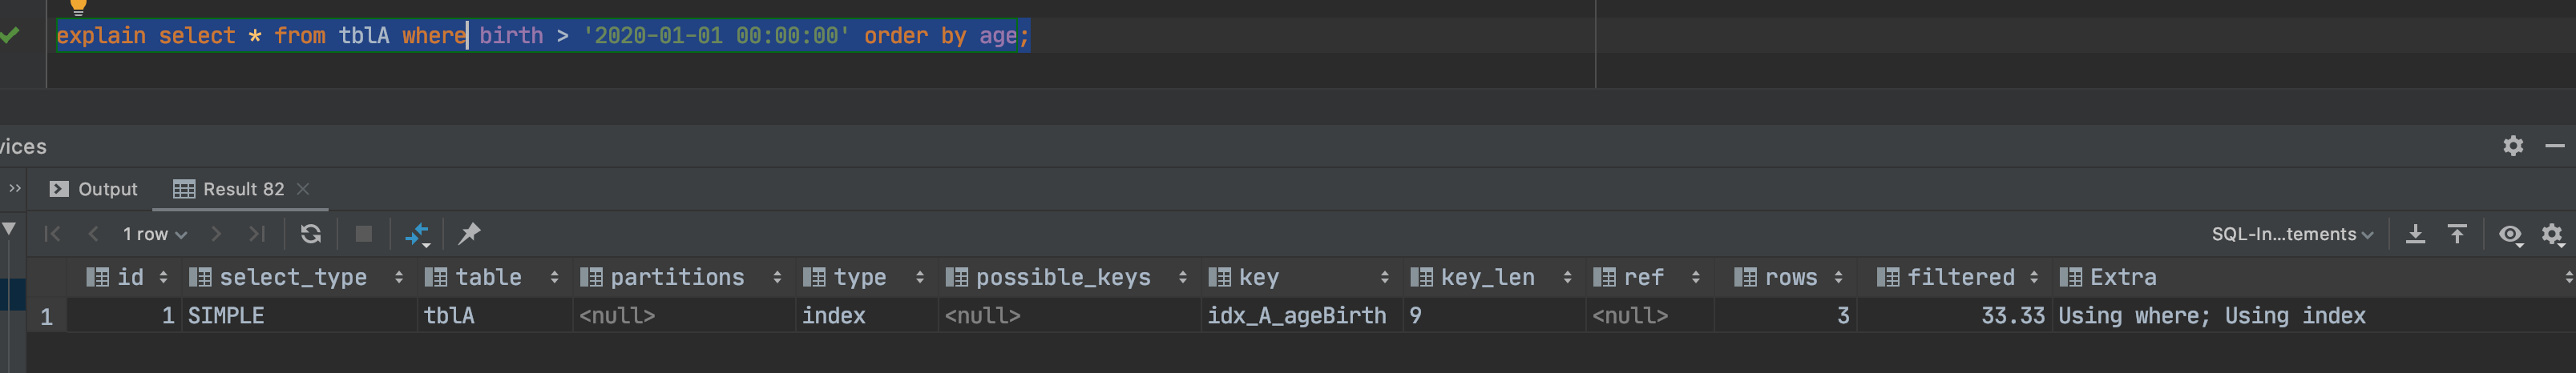 explain select * from tblA where birth > '2020-01-01 00:00:00' order by age;
vices
Output Result 82
1 row SQL-In...tements
id select_type table partitions type possible_keys key key_len ref rows filtered Extra
1 1 SIMPLE tblA <null> index <null> idx_A_ageBirth 9 <null> 3 33.33 Using where; Using index